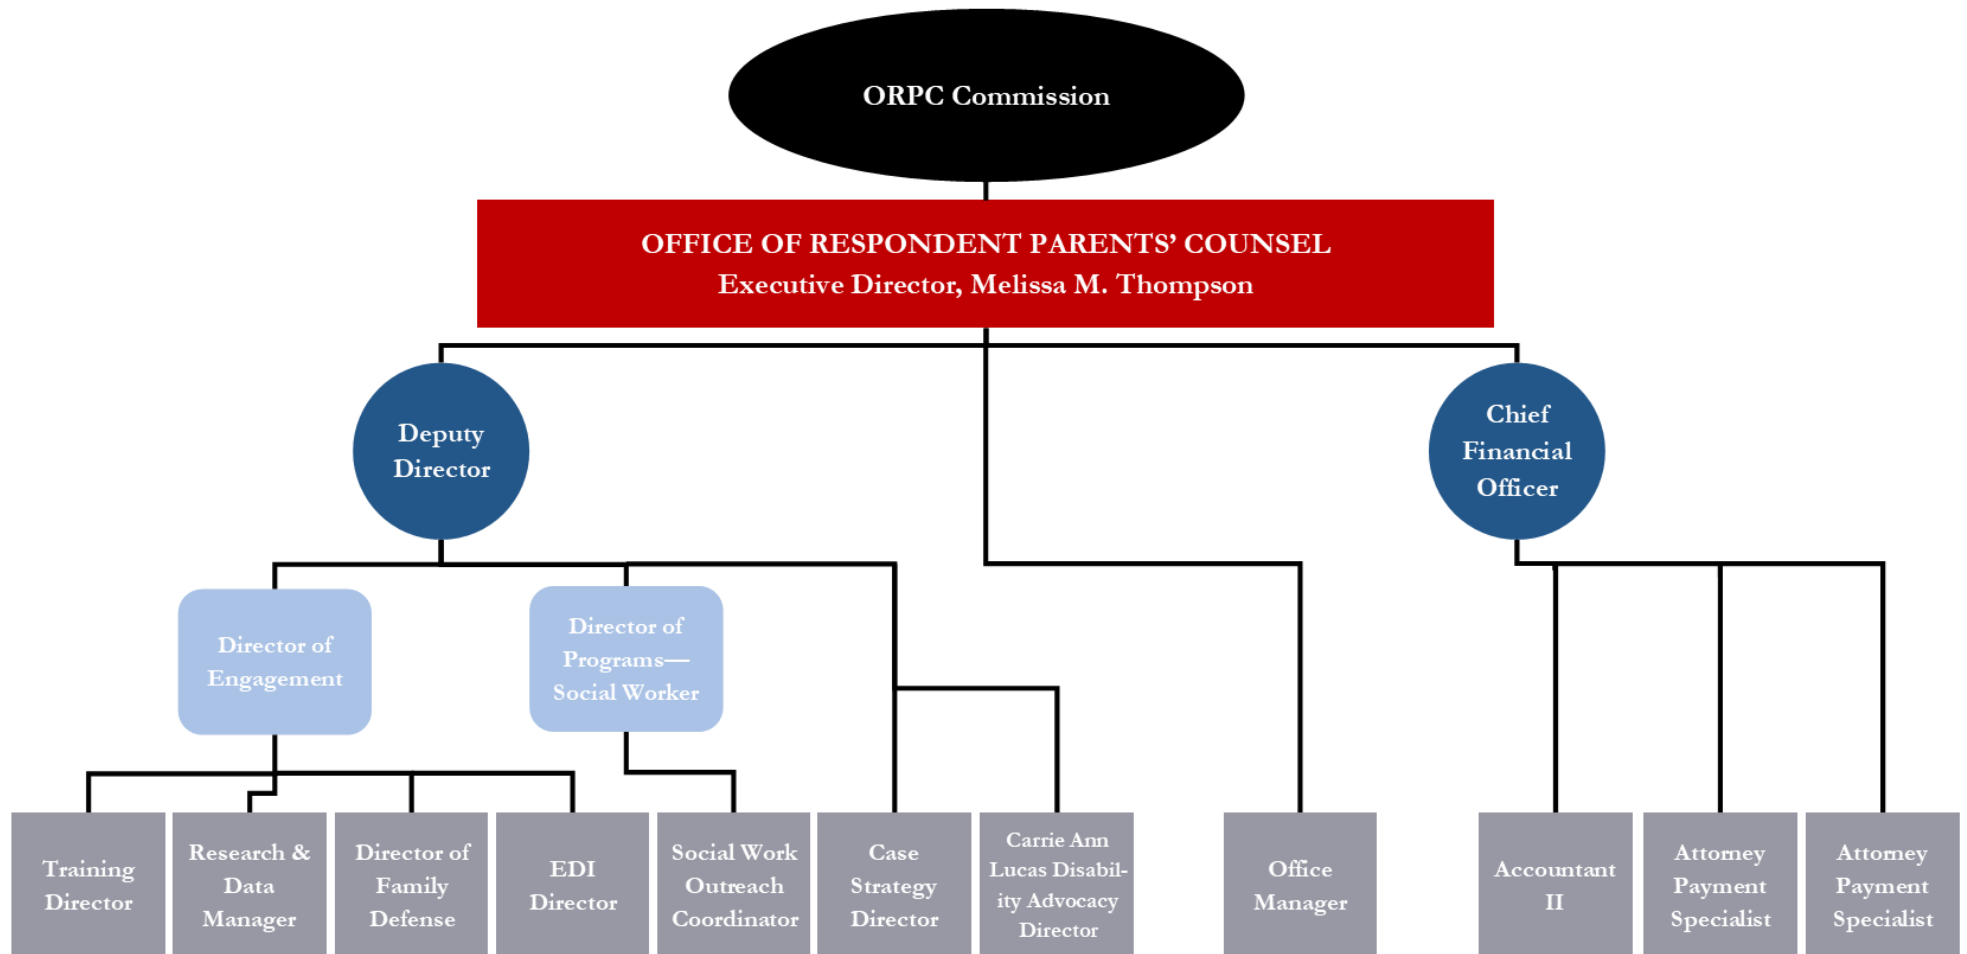 ORPC Commission
OFFICE OF RESPONDENT PARENTS’ COUNSEL
Executive Director, Melissa M. Thompson
Deputy
Director
Chief
Financial
Officer
Director of
Engagement
Director of
Programs—
Social Worker
Training
Director
Research &
Data
Manager
Director of
Family
Defense
EDI
Director
Social Work
Outreach
Coordinator
Case
Strategy
Director
Carrie Ann
Lucas Disabil-
ity Advocacy
Director
Office
Manager
Accountant
II
Attorney
Payment
Specialist
Attorney
Payment
Specialist